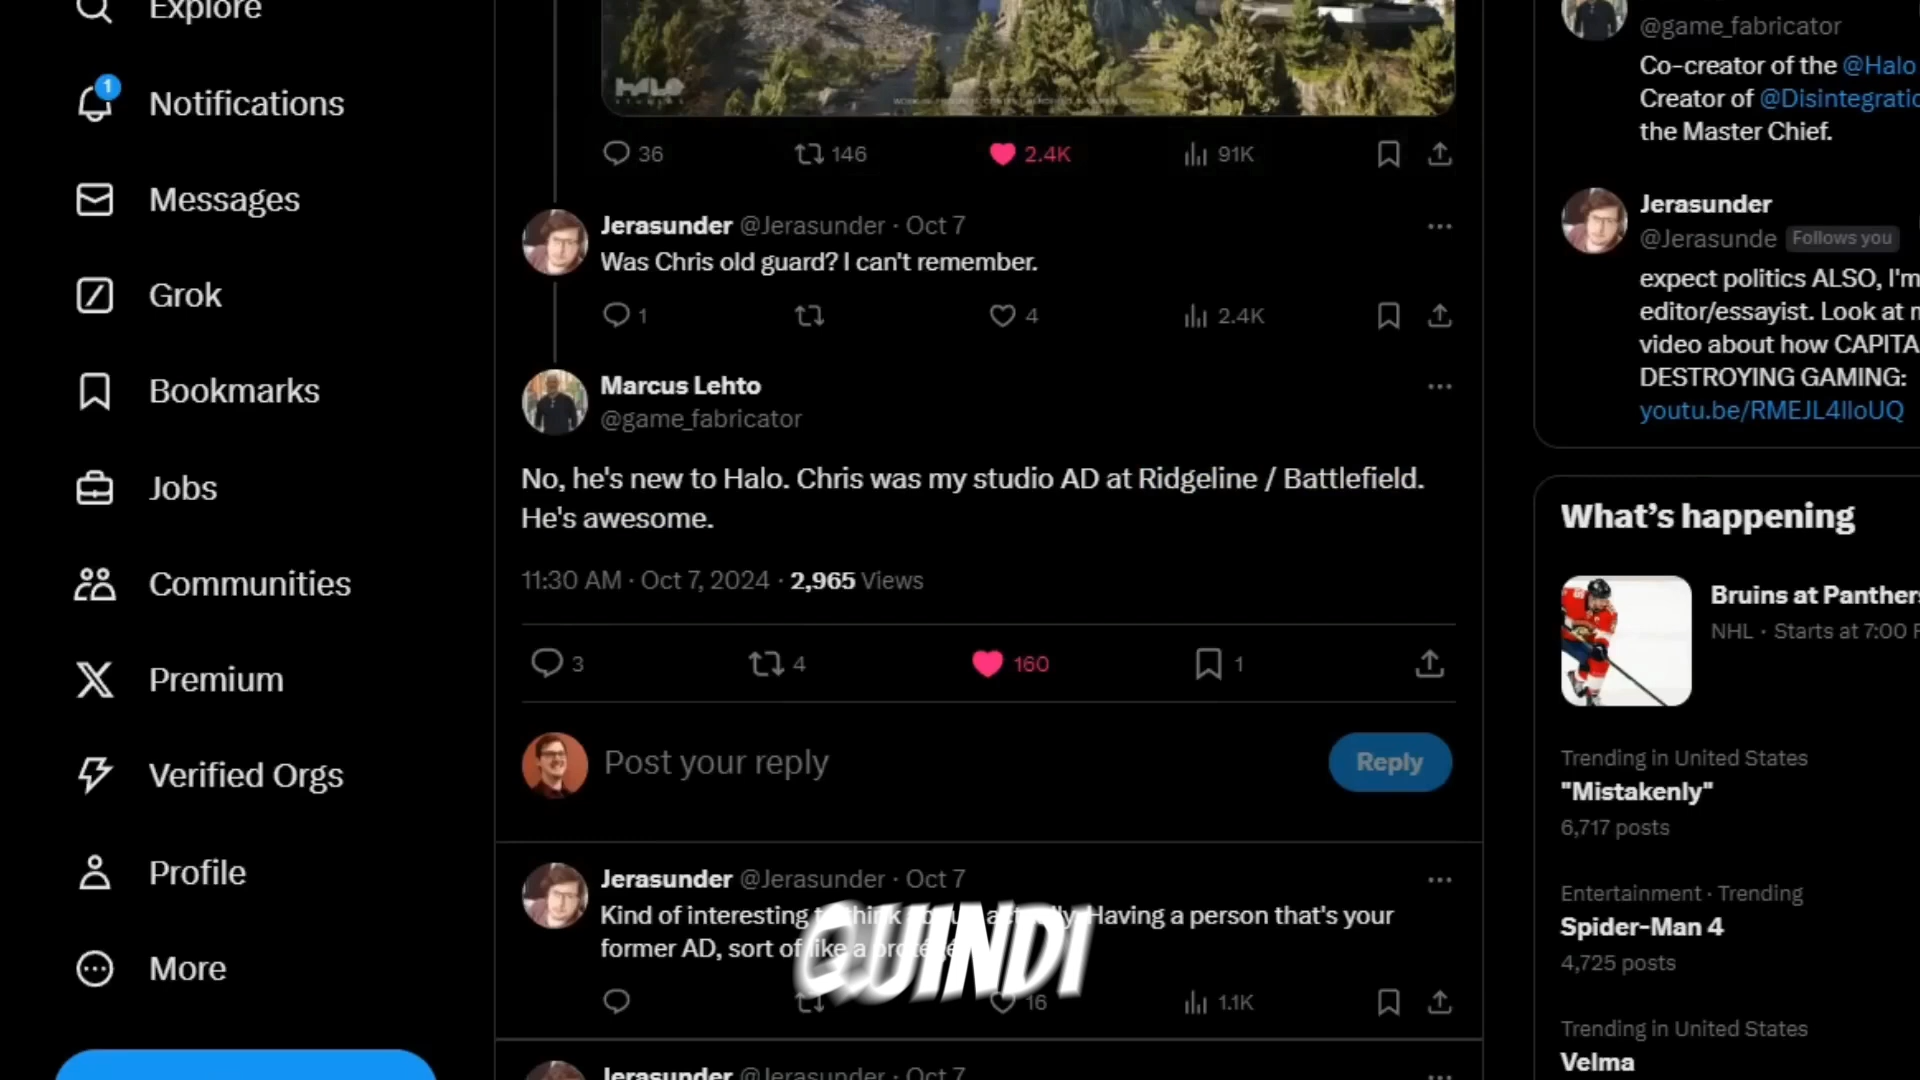 Explore
1
Notifications
Messages
Grok
Bookmarks
Jobs
Communities
Premium
Verified Orgs
Profile
More
HALO
STUDIOS
36
146
2.4K
91K
Jerasunder @Jerasunder · Oct 7
Was Chris old guard? I can't remember.
1
4
2.4K
Marcus Lehto
@game_fabricator
No, he's new to Halo. Chris was my studio AD at Ridgeline / Battlefield.
He's awesome.
11:30 AM · Oct 7, 2024 · 2,965 Views
3
4
160
1
Post your reply
Reply
Jerasunder @Jerasunder · Oct 7
Kind of interesting to think about actually. Having a person that's your
former AD, sort of like a protege
QUINDI
16
1.1K
Jerasunder @Jerasunder · Oct 7
@game_fabricator
Co-creator of the @Halo
Creator of @Disintegratio
the Master Chief.
Jerasunder
@Jerasunde Follows you
expect politics ALSO, I'm
editor/essayist. Look at m
video about how CAPITA
DESTROYING GAMING:
youtu.be/RMEJL4lloUQ
What's happening
Bruins at Panthers
NHL · Starts at 7:00 P
Trending in United States
"Mistakenly"
6,717 posts
Entertainment · Trending
Spider-Man 4
4,725 posts
Trending in United States
Velma